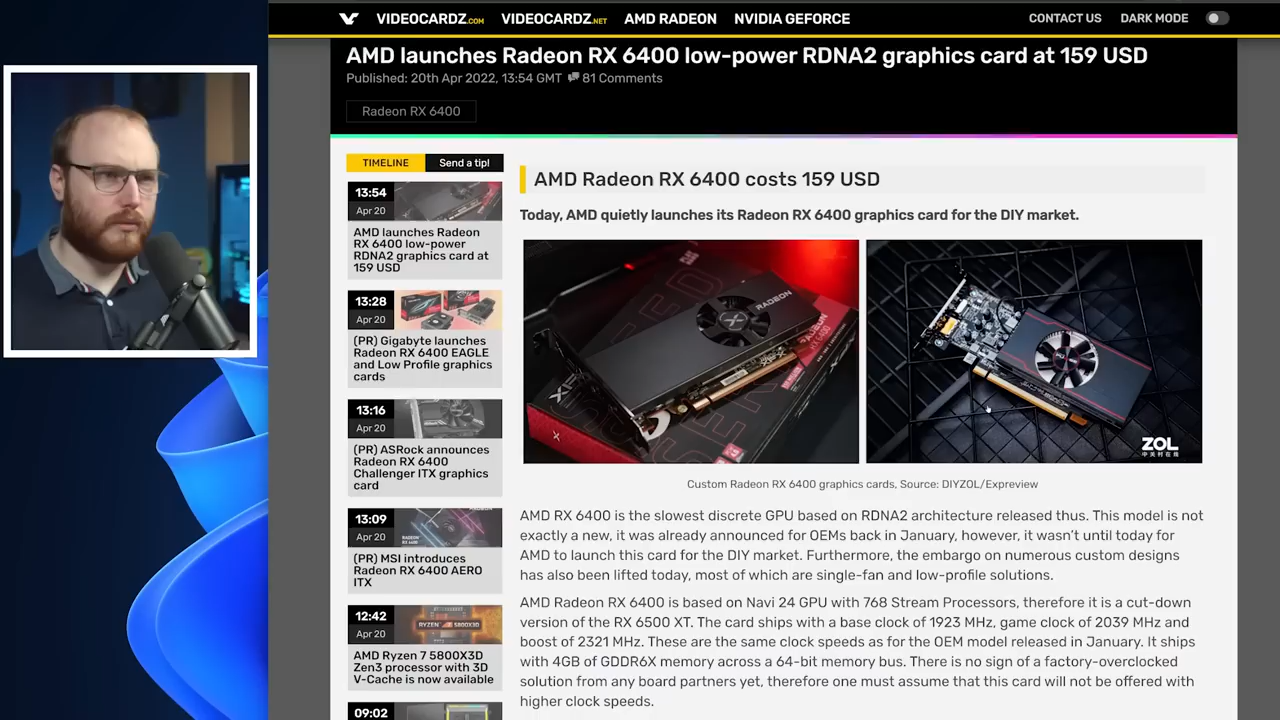 VIDEOCARDZ.COM VIDEOCARDZ.NET AMD RADEON NVIDIA GEFORCE CONTACT US DARK MODE
AMD launches Radeon RX 6400 low-power RDNA2 graphics card at 159 USD
Published: 20th Apr 2022, 13:54 GMT 81 Comments
Radeon RX 6400
TIMELINE Send a tip!
13:54
Apr 20
AMD launches Radeon
RX 6400 low-power
RDNA2 graphics card at
159 USD
13:28
Apr 20
(PR) Gigabyte launches
Radeon RX 6400 EAGLE
and Low Profile graphics
cards
13:16
Apr 20
(PR) ASRock announces
Radeon RX 6400
Challenger ITX graphics
card
13:09
Apr 20
(PR) MSI introduces
Radeon RX 6400 AERO
ITX
12:42
Apr 20
RYZEN
AMD Ryzen 7 5800X3D
Zen3 processor with 3D
V-Cache is now available
09:02
AMD Radeon RX 6400 costs 159 USD
Today, AMD quietly launches its Radeon RX 6400 graphics card for the DIY market.
RADEON
ZOL
中关村在线
Custom Radeon RX 6400 graphics cards, Source: DIYZOL/Expreview
AMD RX 6400 is the slowest discrete GPU based on RDNA2 architecture released thus. This model is not
exactly a new, it was already announced for OEMs back in January, however, it wasn't until today for
AMD to launch this card for the DIY market. Furthermore, the embargo on numerous custom designs
has also been lifted today, most of which are single-fan and low-profile solutions.
AMD Radeon RX 6400 is based on Navi 24 GPU with 768 Stream Processors, therefore it is a cut-down
version of the RX 6500 XT. The card ships with a base clock of 1923 MHz, game clock of 2039 MHz and
boost of 2321 MHz. These are the same clock speeds as for the OEM model released in January. It ships
with 4GB of GDDR6X memory across a 64-bit memory bus. There is no sign of a factory-overclocked
solution from any board partners yet, therefore one must assume that this card will not be offered with
higher clock speeds.